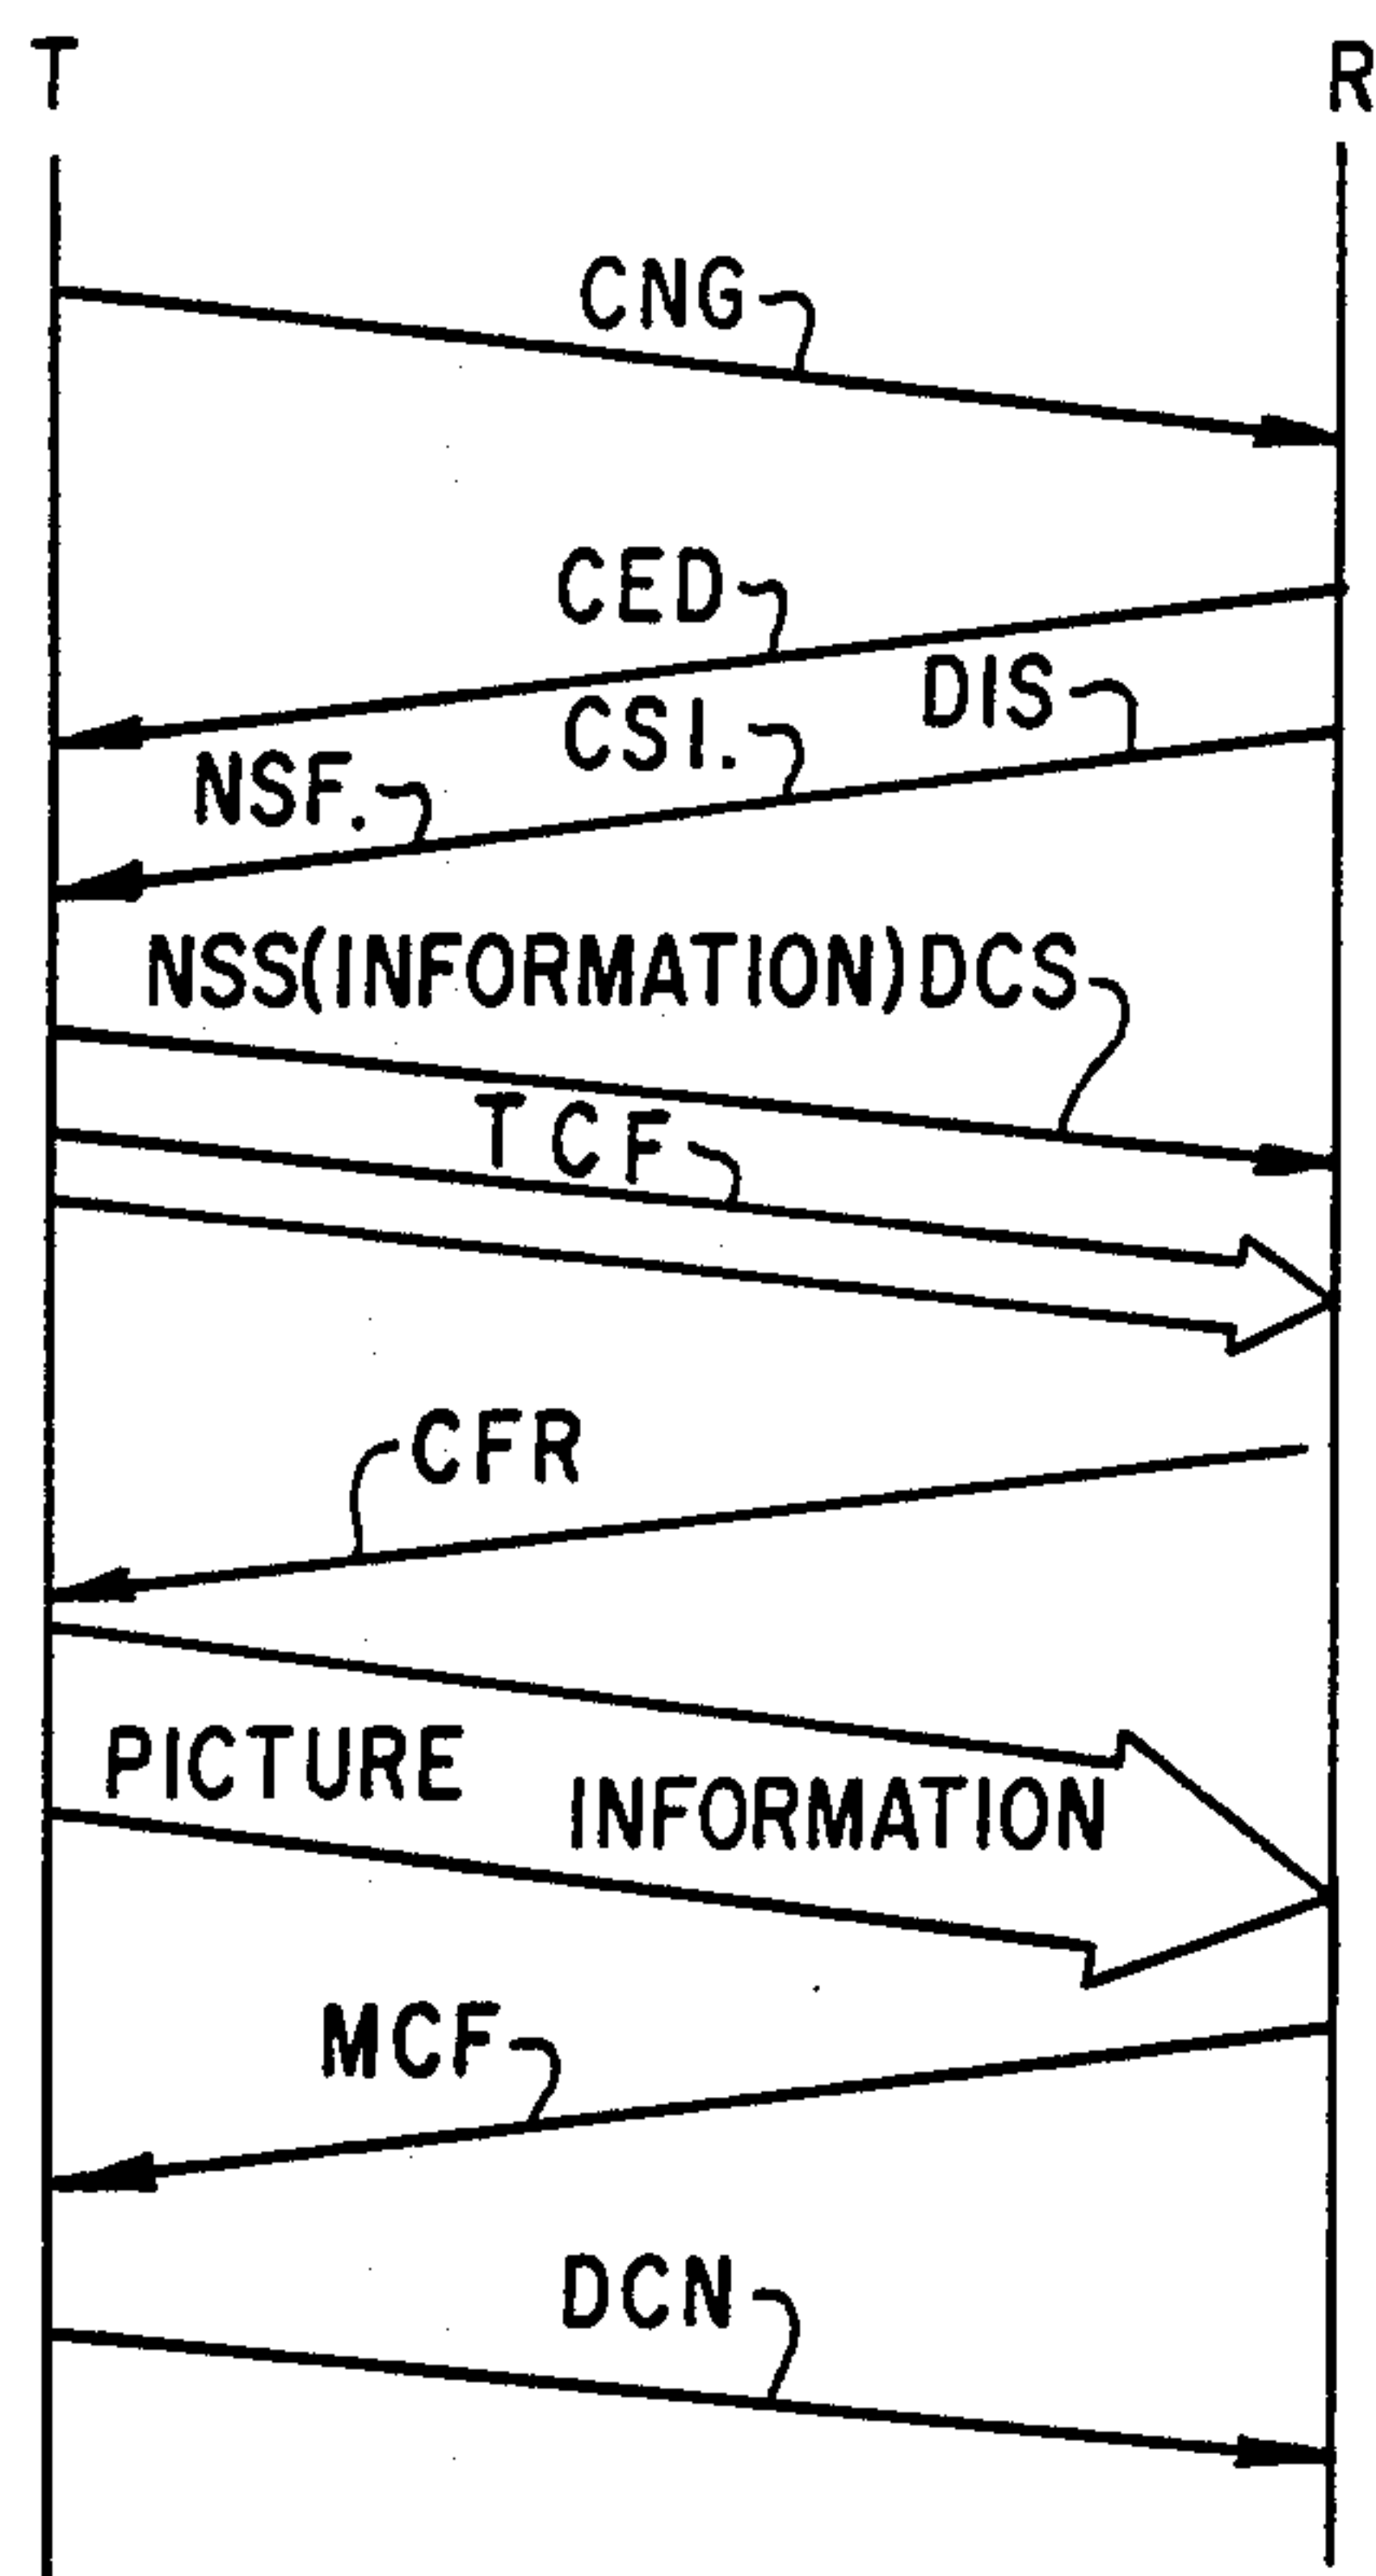 T R
CNG
CED
DIS
CSI.
NSF.
NSS(INFORMATION)DCS
TCF
CFR
PICTURE INFORMATION
MCF
DCN